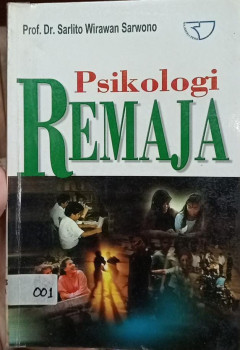 Prof. Dr. Sarlito Wirawan Sarwono
Psikologi
REMAJA
001